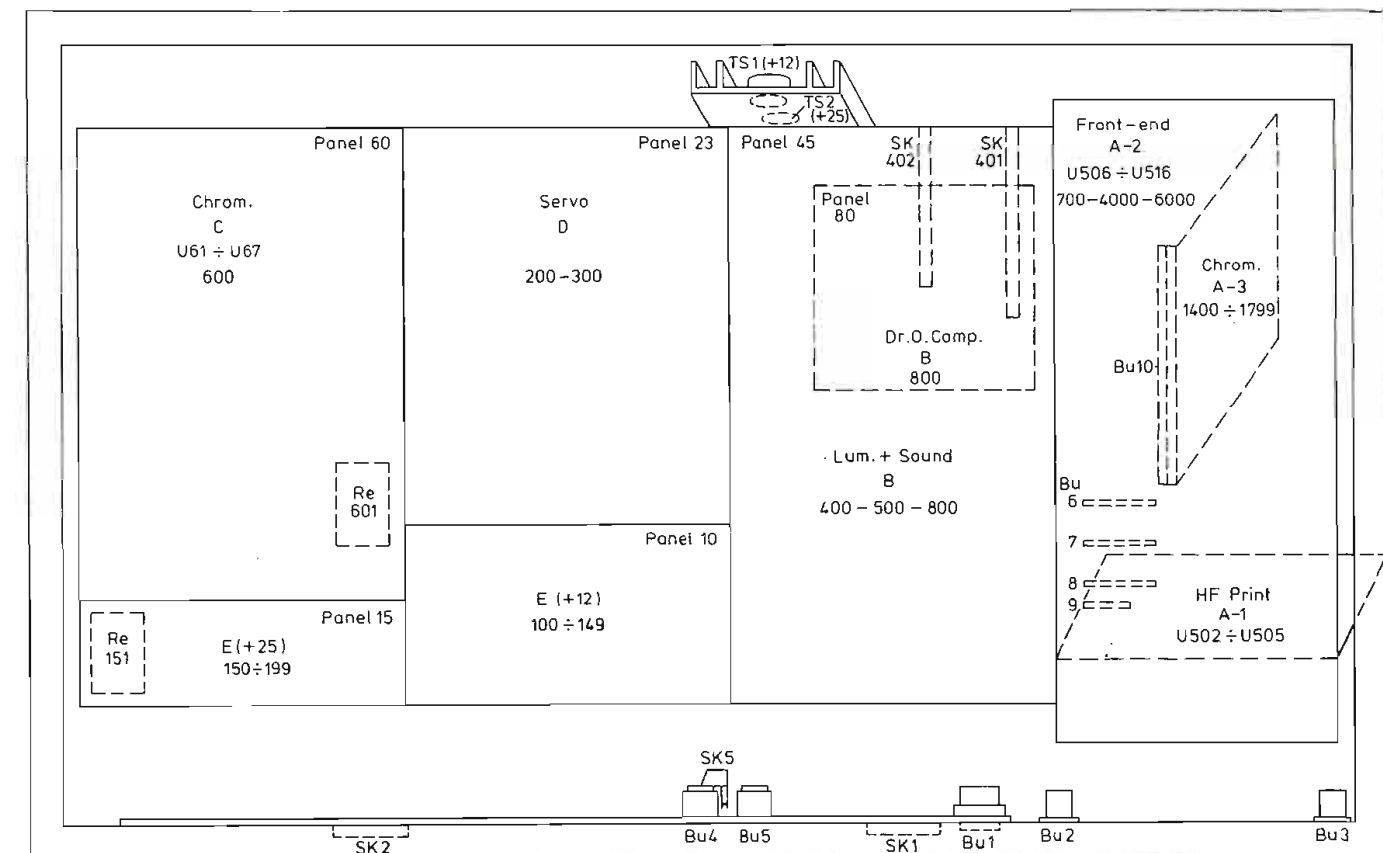 TS1 (+12)
TS2
(+25)
Panel 60
Chrom.
C
U61 ÷ U67
600
Re
601
Panel 23
Servo
D
200-300
Panel 45
SK
402
SK
401
Panel
80
Dr.O.Comp.
B
800
Lum.+ Sound
B
400 - 500 - 800
Front-end
A-2
U506 ÷ U516
700-4000-6000
Chrom.
A-3
1400 ÷ 1799
Bu10
Bu
6
7
8
9
HF Print
A-1
U502 ÷ U505
Panel 15
Re
151
E (+25)
150÷199
Panel 10
E (+12)
100 ÷ 149
SK5
SK2
Bu4
Bu5
SK1
Bu1
Bu2
Bu3